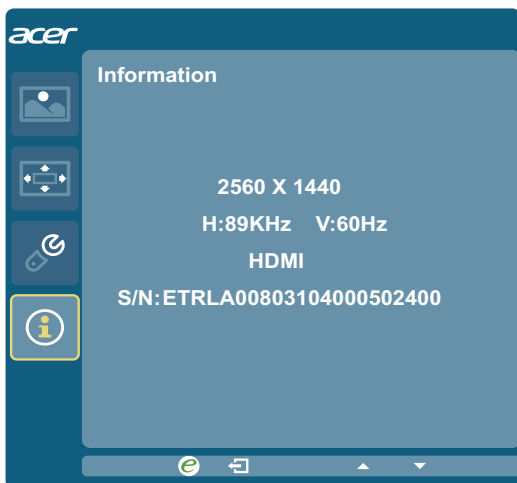 acer
Information
2560 X 1440
H:89KHz V:60Hz
HDMI
S/N:ETRLA00803104000502400
e